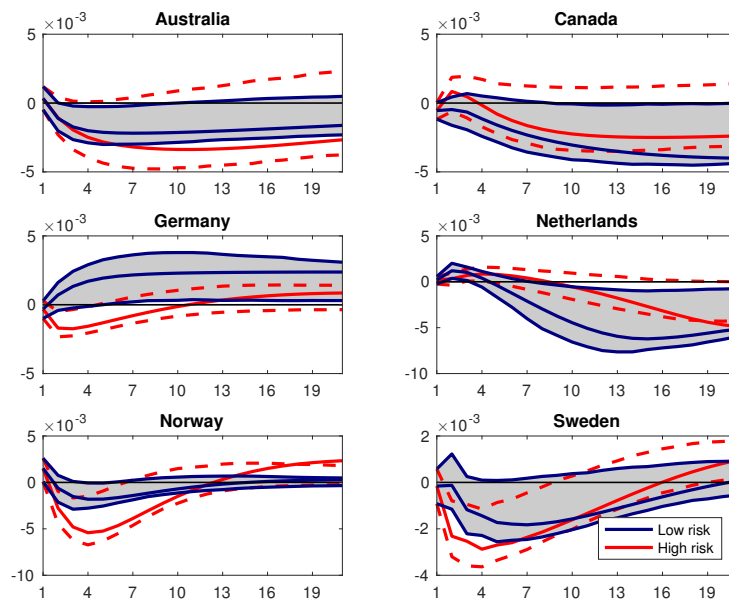 Australia
×10^-3
5
0
-5
1 4 7 10 13 16 19
Canada
×10^-3
5
0
-5
1 4 7 10 13 16 19
Germany
×10^-3
5
0
-5
1 4 7 10 13 16 19
Netherlands
×10^-3
5
0
-5
-10
1 4 7 10 13 16 19
Norway
×10^-3
5
0
-5
-10
1 4 7 10 13 16 19
Sweden
×10^-3
2
0
-2
-4
1 4 7 10 13 16 19
Low risk
High risk